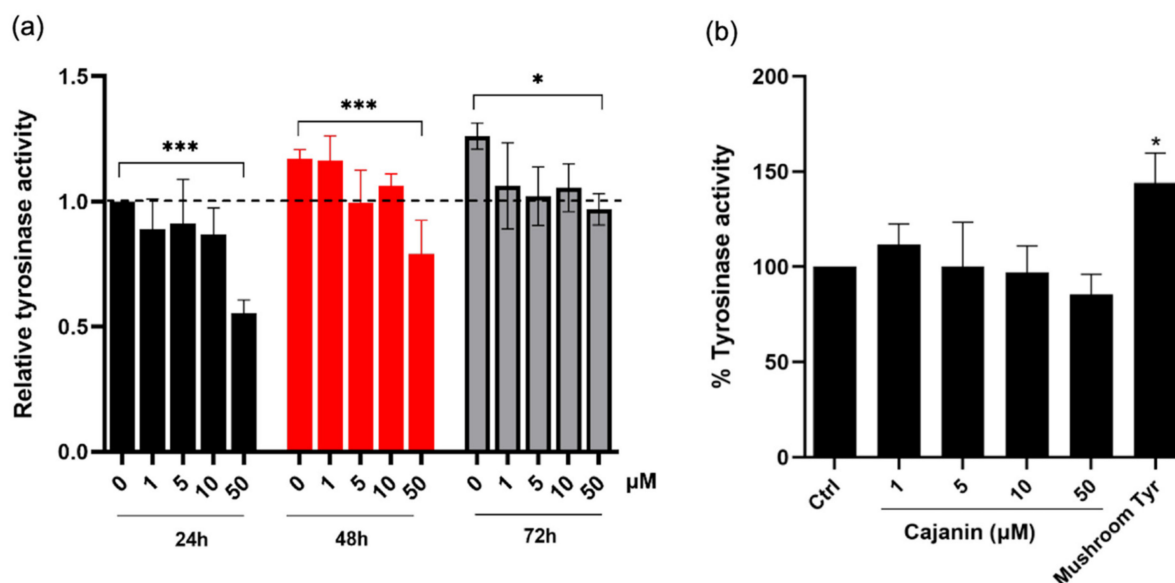 (a)
Relative tyrosinase activity
1.5
1.0
0.5
0.0
***
***
*
0 1 5 10 50 0 1 5 10 50 0 1 5 10 50 µM
24h 48h 72h
(b)
% Tyrosinase activity
200
150
100
50
0
*
Ctrl 1 5 10 50 Mushroom Tyr
Cajanin (µM)